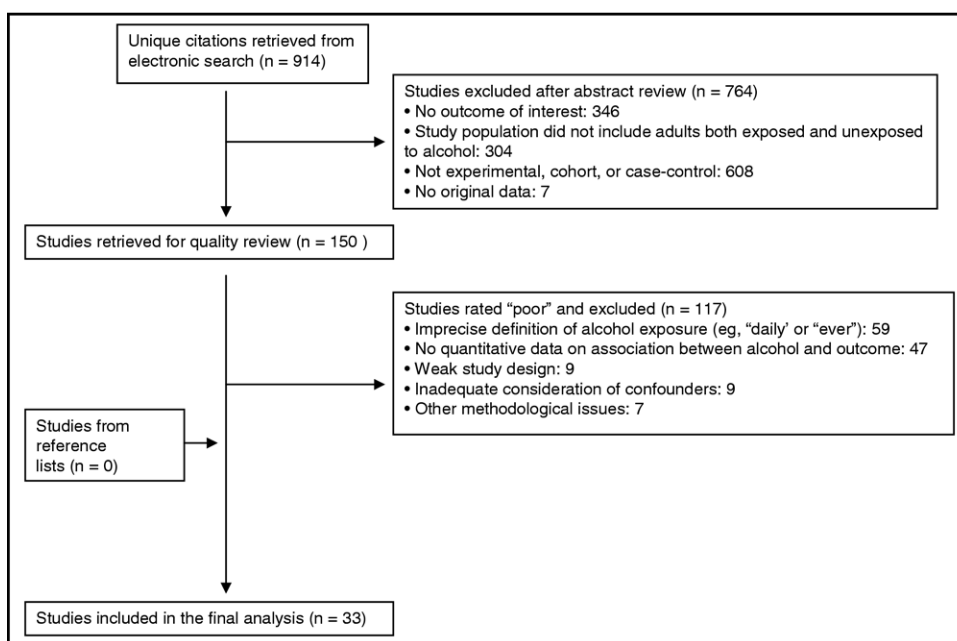 Unique citations retrieved from
electronic search (n = 914)
Studies excluded after abstract review (n = 764)
• No outcome of interest: 346
• Study population did not include adults both exposed and unexposed
to alcohol: 304
• Not experimental, cohort, or case-control: 608
• No original data: 7
Studies retrieved for quality review (n = 150 )
Studies rated “poor” and excluded (n = 117)
• Imprecise definition of alcohol exposure (eg, “daily’ or “ever”): 59
• No quantitative data on association between alcohol and outcome: 47
• Weak study design: 9
• Inadequate consideration of confounders: 9
• Other methodological issues: 7
Studies from
reference
lists (n = 0)
Studies included in the final analysis (n = 33)